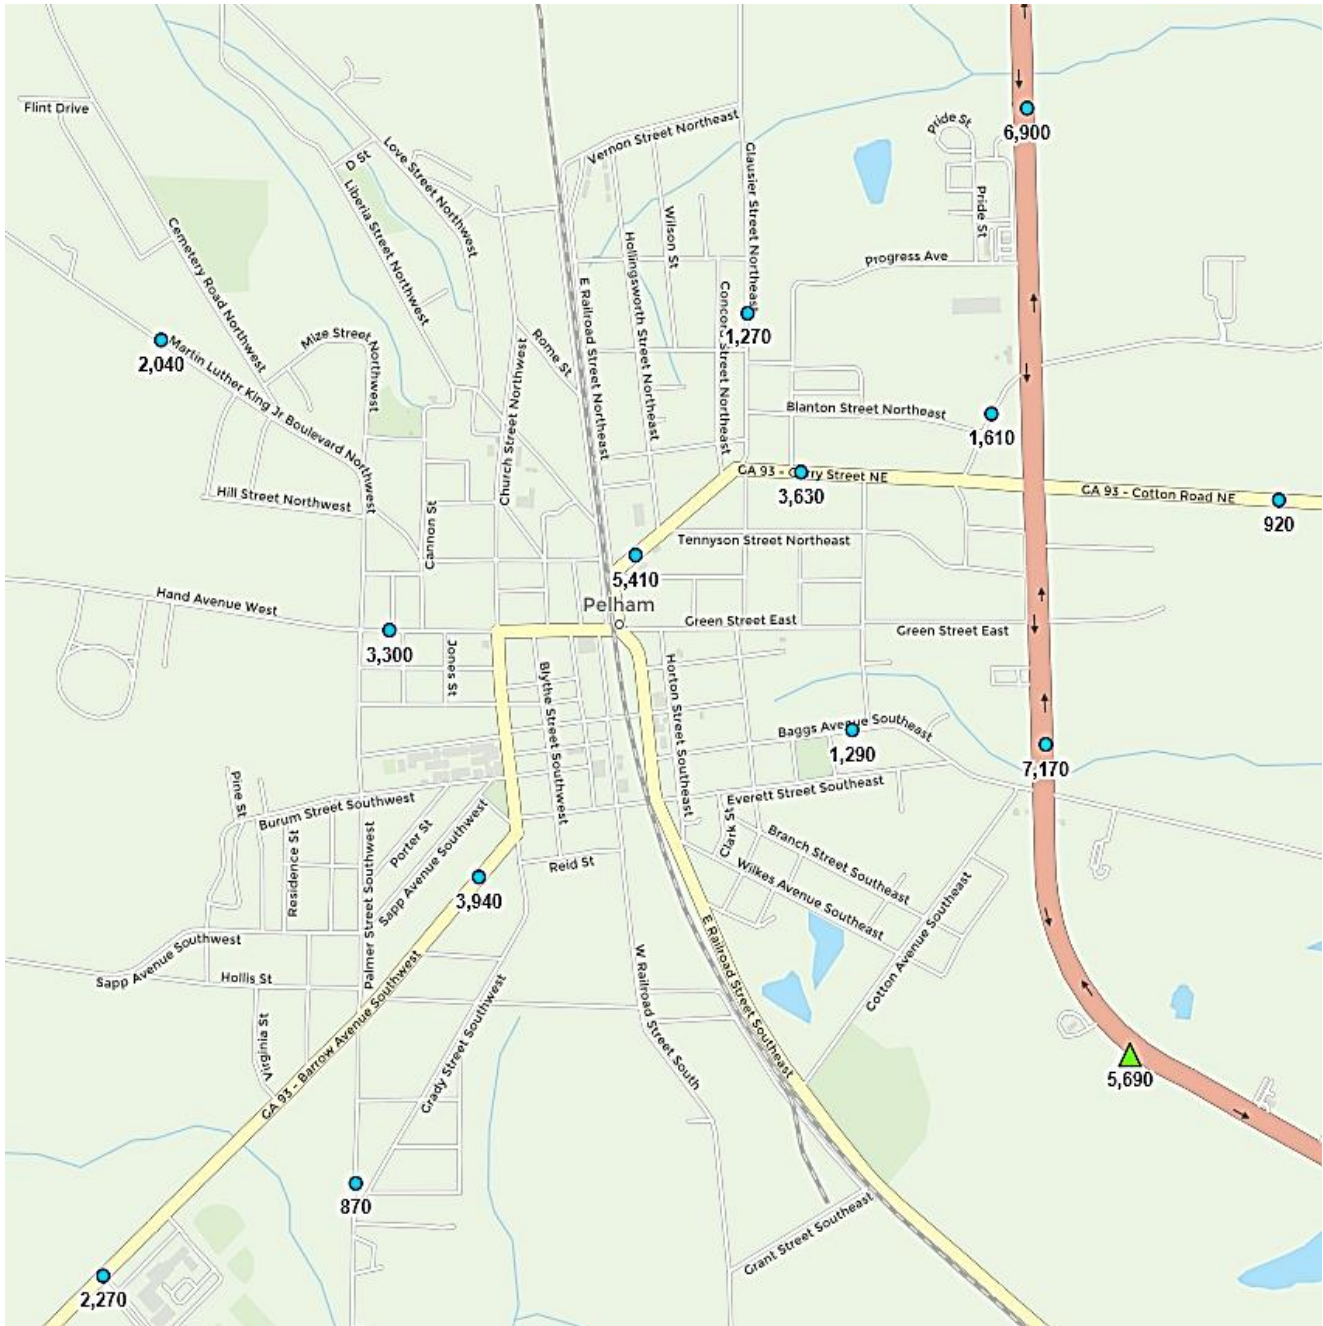 Flint Drive
6,900
Pride St
Vernon Street Northeast
Love Street Northwest
D St
Glausier Street Northeast
Liberia Street Northwest
Pride St
Wilson St
Cemetery Road Northwest
Hollingsworth Street Northeast
Progress Ave
E Railroad Street Northeast
Concord Street Northeast
1,270
Mize Street Northwest
Rome St
2,040
Martin Luther King Jr Boulevard Northwest
Church Street Northwest
Blanton Street Northeast
1,610
GA 93 - Curry Street NE
3,630
GA 93 - Cotton Road NE
920
Hill Street Northwest
Cannon St
Tennyson Street Northeast
5,410
Hand Avenue West
Pelham
Green Street East
Green Street East
3,300
Jones St
Blythe Street Southwest
Horton Street Southeast
Baggs Avenue Southeast
1,290
7,170
Pine St
Burum Street Southwest
Everett Street Southeast
Residence St
Porter St
Clark St
Branch Street Southeast
Palmer Street Southwest
Sapp Avenue Southwest
Reid St
Wilkes Avenue Southeast
3,940
Cotton Avenue Southeast
Sapp Avenue Southwest
Hollis St
E Railroad Street Southeast
W Railroad Street South
Virginia St
GA 93 - Barrow Avenue Southwest
Grady Street Southwest
5,690
870
Grant Street Southeast
2,270